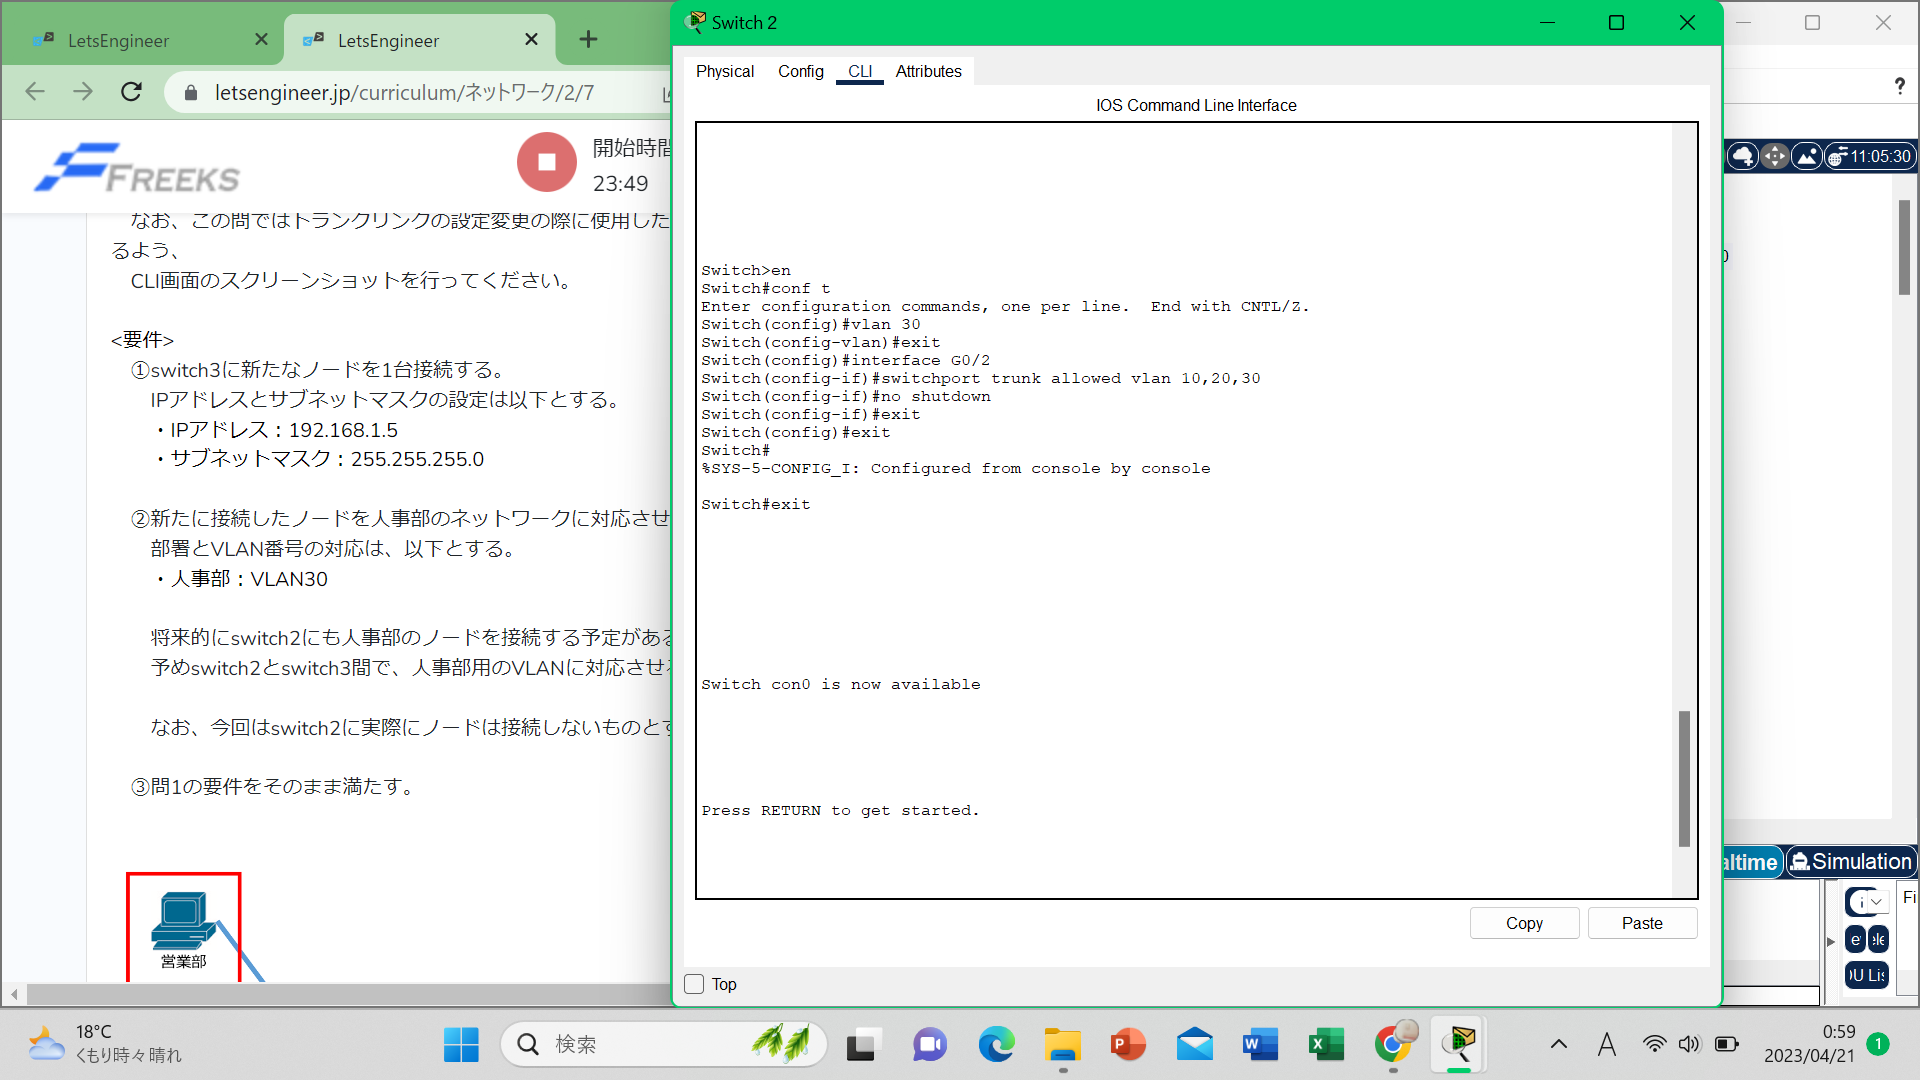 LetsEngineer
LetsEngineer
letsengineer.jp/curriculum/ネットワーク/2/7
FREEKS
開始時間
23:49
なお、この問ではトランクリンクの設定変更の際に使用した
るよう、
CLI画面のスクリーンショットを行ってください。
<要件>
①switch3に新たなノードを1台接続する。
IPアドレスとサブネットマスクの設定は以下とする。
・IPアドレス：192.168.1.5
・サブネットマスク：255.255.255.0
②新たに接続したノードを人事部のネットワークに対応させ
部署とVLAN番号の対応は、以下とする。
・人事部：VLAN30
将来的にswitch2にも人事部のノードを接続する予定がある
予めswitch2とswitch3間で、人事部用のVLANに対応させ
なお、今回はswitch2に実際にノードは接続しないものと
③問1の要件をそのまま満たす。
営業部
Switch 2
Physical Config CLI Attributes
IOS Command Line Interface
Switch>en
Switch#conf t
Enter configuration commands, one per line.  End with CNTL/Z.
Switch(config)#vlan 30
Switch(config-vlan)#exit
Switch(config)#interface G0/2
Switch(config-if)#switchport trunk allowed vlan 10,20,30
Switch(config-if)#no shutdown
Switch(config-if)#exit
Switch(config)#exit
Switch#
%SYS-5-CONFIG_I: Configured from console by console
Switch#exit
Switch con0 is now available
Press RETURN to get started.
Copy Paste
Top
?
11:05:30
altime Simulation
Fi
18°C
くもり時々晴れ
検索
A
0:59
2023/04/21
1